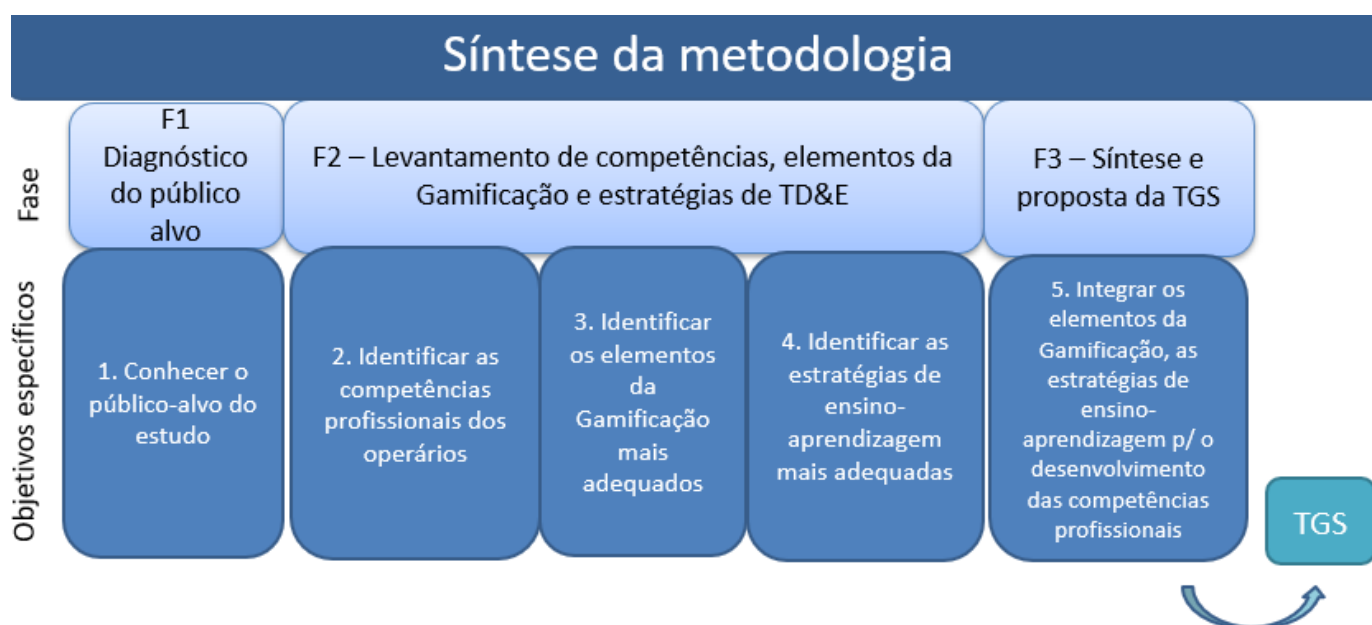 Síntese da metodologia
Fase
F1
Diagnóstico
do público
alvo
F2 – Levantamento de competências, elementos da
Gamificação e estratégias de TD&E
F3 – Síntese e
proposta da TGS
Objetivos específicos
1. Conhecer o
público-alvo do
estudo
2. Identificar as
competências
profissionais dos
operários
3. Identificar
os elementos
da
Gamificação
mais
adequados
4. Identificar as
estratégias de
ensino-
aprendizagem
mais adequadas
5. Integrar os
elementos da
Gamificação, as
estratégias de
ensino-
aprendizagem p/ o
desenvolvimento
das competências
profissionais
TGS